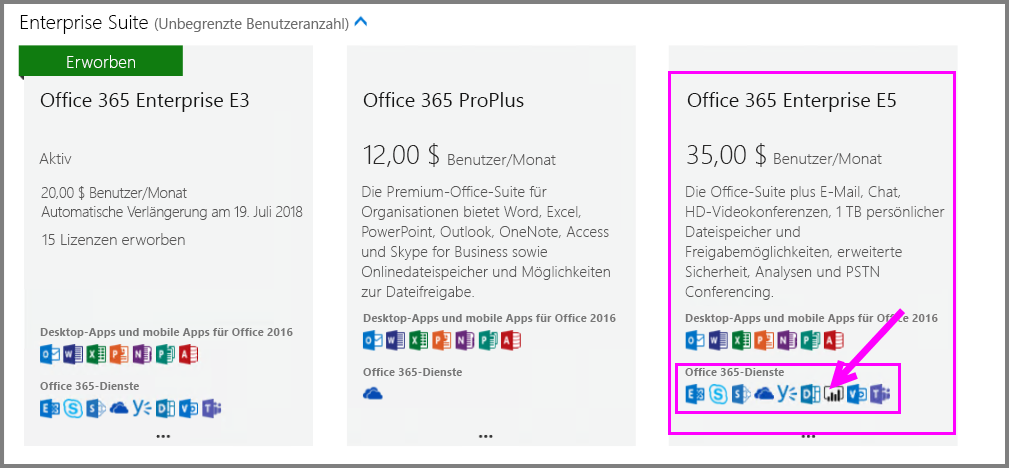 Enterprise Suite (Unbegrenzte Benutzeranzahl)
Erworben
Office 365 Enterprise E3
Aktiv
20,00 $ Benutzer/Monat
Automatische Verlängerung am 19. Juli 2018
15 Lizenzen erworben
Desktop-Apps und mobile Apps für Office 2016
Office 365-Dienste
...
Office 365 ProPlus
12,00 $ Benutzer/Monat
Die Premium-Office-Suite für
Organisationen bietet Word, Excel,
PowerPoint, Outlook, OneNote, Access
und Skype for Business sowie
Onlinedateispeicher und Möglichkeiten
zur Dateifreigabe.
Desktop-Apps und mobile Apps für Office 2016
Office 365-Dienste
...
Office 365 Enterprise E5
35,00 $ Benutzer/Monat
Die Office-Suite plus E-Mail, Chat,
HD-Videokonferenzen, 1 TB persönlicher
Dateispeicher und
Freigabemöglichkeiten, erweiterte
Sicherheit, Analysen und PSTN
Conferencing.
Desktop-Apps und mobile Apps für Office 2016
Office 365-Dienste
...